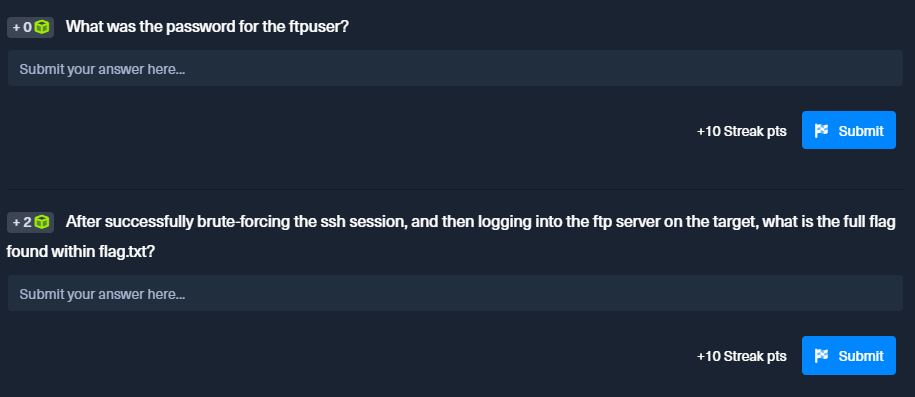 + 0 What was the password for the ftpuser?
Submit your answer here...
+10 Streak pts Submit
+ 2 After successfully brute-forcing the ssh session, and then logging into the ftp server on the target, what is the full flag
found within flag.txt?
Submit your answer here...
+10 Streak pts Submit